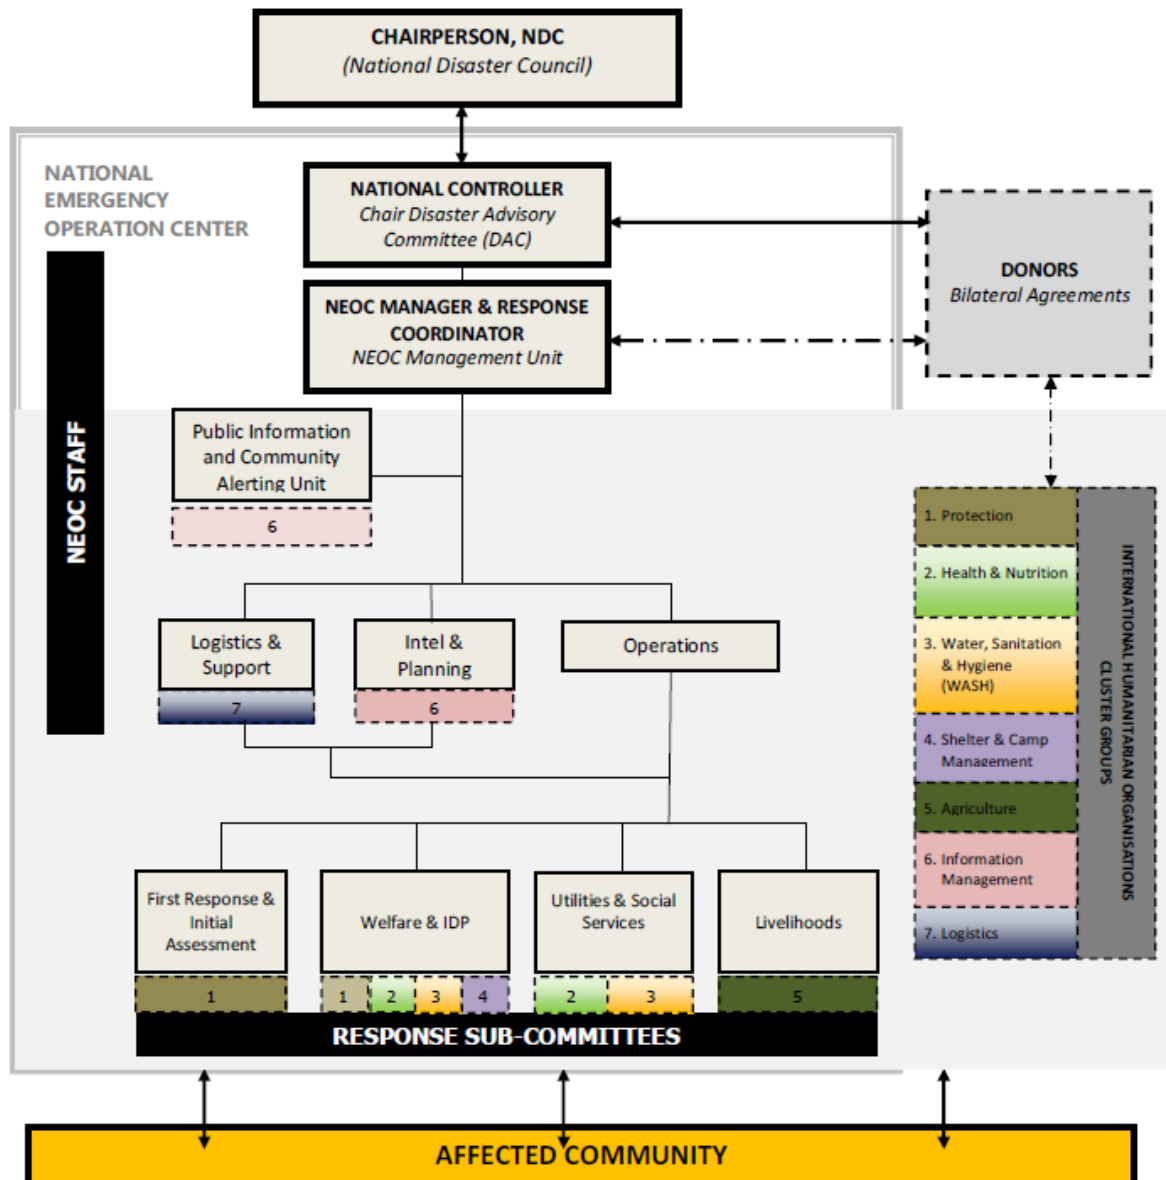 CHAIRPERSON, NDC
(National Disaster Council)
NATIONAL
EMERGENCY
OPERATION CENTER
NATIONAL CONTROLLER
Chair Disaster Advisory
Committee (DAC)
DONORS
Bilateral Agreements
NEOC MANAGER & RESPONSE
COORDINATOR
NEOC Management Unit
NEOC STAFF
Public Information
and Community
Alerting Unit
6
Logistics &
Support
7
Intel &
Planning
6
Operations
1. Protection
2. Health & Nutrition
3. Water, Sanitation
& Hygiene
(WASH)
4. Shelter & Camp
Management
5. Agriculture
6. Information
Management
7. Logistics
INTERNATIONAL HUMANITARIAN ORGANISATIONS
CLUSTER GROUPS
First Response &
Initial
Assessment
1
Welfare & IDP
1 2 3 4
Utilities & Social
Services
2 3
Livelihoods
5
RESPONSE SUB-COMMITTEES
AFFECTED COMMUNITY